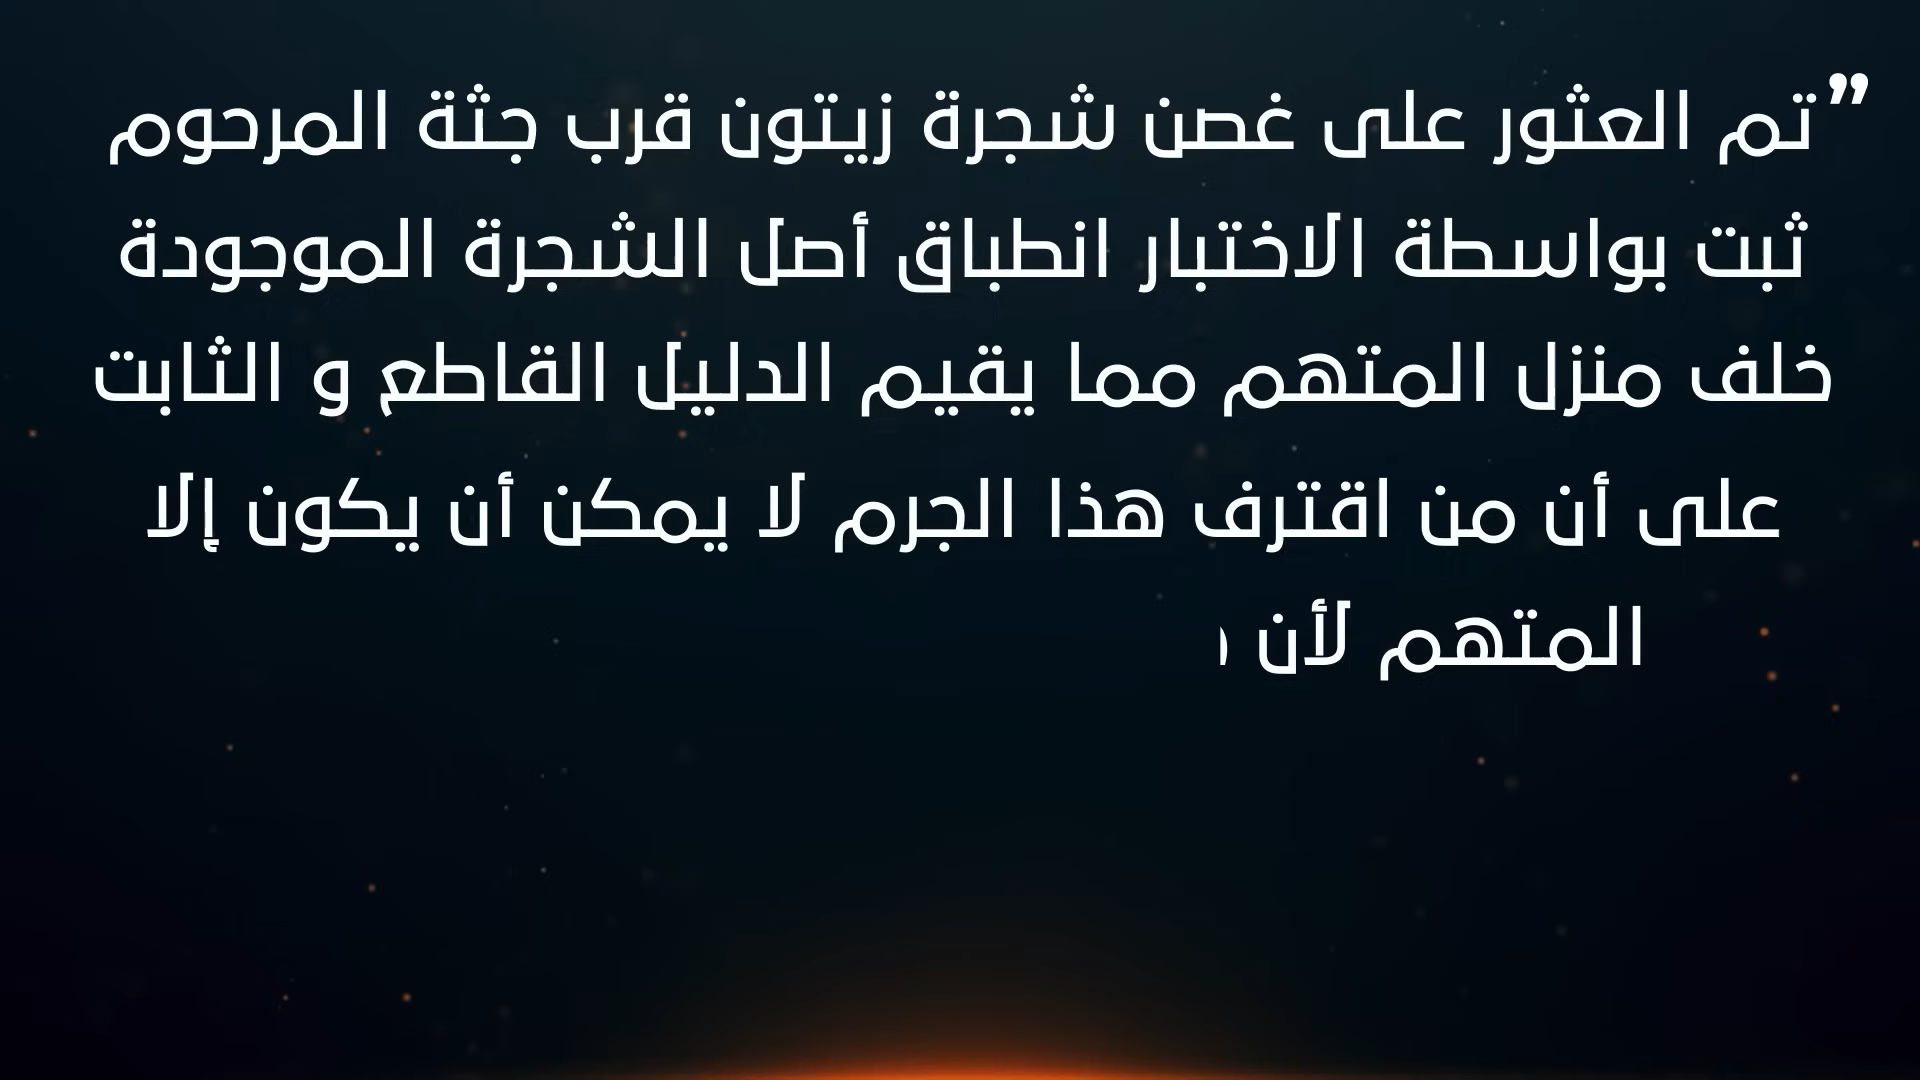 ”تم العثور على غصن شجرة زيتون قرب جثة المرحوم
ثبت بواسطة الاختبار انطباق أصل الشجرة الموجودة
خلف منزل المتهم مما يقيم الدليل القاطع و الثابت
على أن من اقترف هذا الجرم لا يمكن أن يكون إلا
المتهم لأن